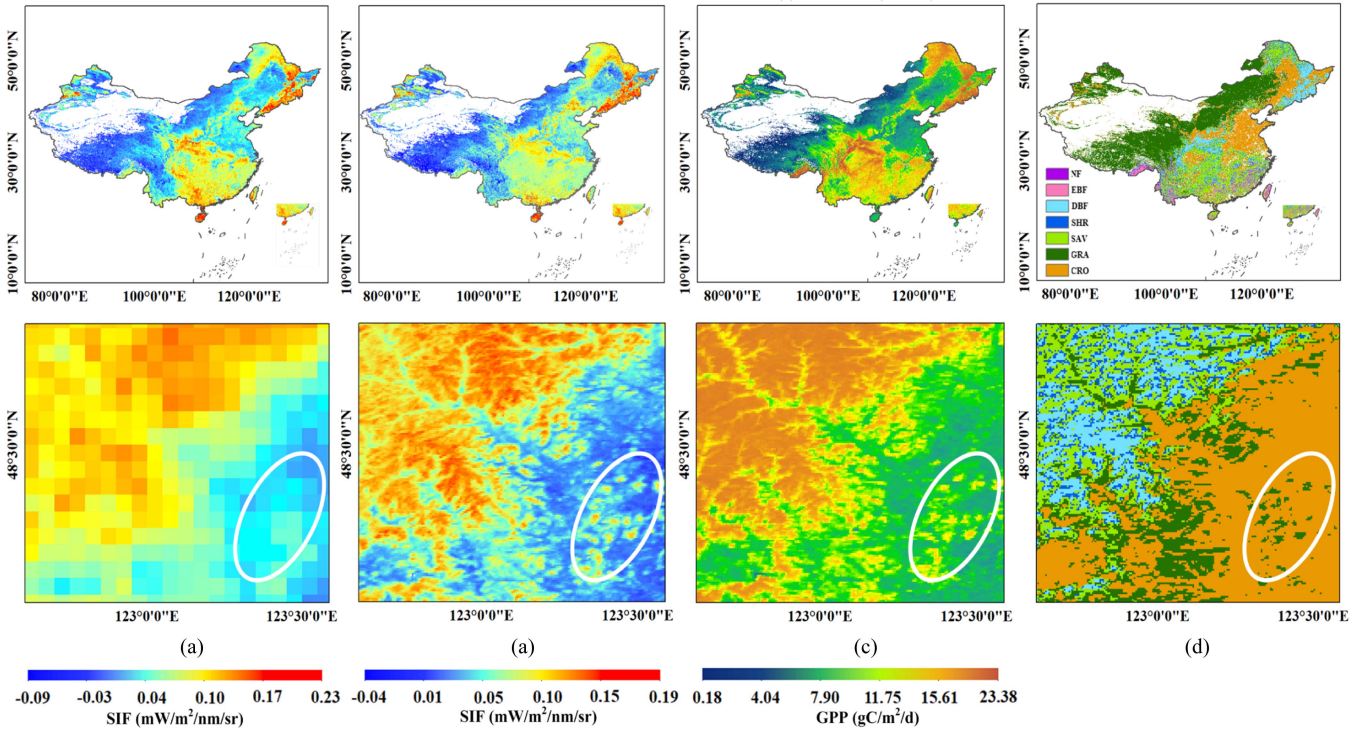 50°0'0"N
30°0'0"N
10°0'0"N
80°0'0"E 100°0'0"E 120°0'0"E
50°0'0"N
30°0'0"N
10°0'0"N
80°0'0"E 100°0'0"E 120°0'0"E
50°0'0"N
30°0'0"N
10°0'0"N
80°0'0"E 100°0'0"E 120°0'0"E
50°0'0"N
30°0'0"N
10°0'0"N
NF
EBF
DBF
SHR
SAV
GRA
CRO
80°0'0"E 100°0'0"E 120°0'0"E
48°30'0"N
123°0'0"E 123°30'0"E
48°30'0"N
123°0'0"E 123°30'0"E
48°30'0"N
123°0'0"E 123°30'0"E
48°30'0"N
123°0'0"E 123°30'0"E
(a) (a) (c) (d)
-0.09 -0.03 0.04 0.10 0.17 0.23
SIF (mW/m²/nm/sr)
-0.04 0.01 0.05 0.10 0.15 0.19
SIF (mW/m²/nm/sr)
0.18 4.04 7.90 11.75 15.61 23.38
GPP (gC/m²/d)